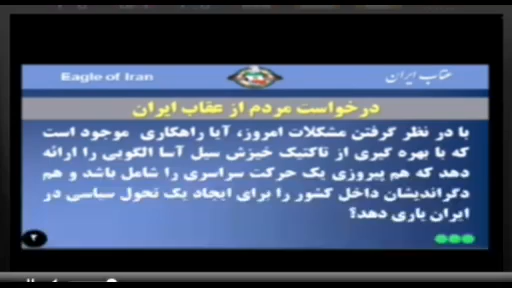 Eagle of Iran
عقاب ایران
درخواست مردم از عقاب ایران
با در نظر گرفتن مشکلات امروز، آیا راهکاری موجود است
که با بهره گیری از تاکتیک خیزش سیل آسا الگویی را ارائه
دهد که هم پیروزی یک حرکت سراسری را شامل باشد و هم
دگراندیشان داخل کشور را برای ایجاد یک تحول سیاسی در
ایران یاری دهد؟
۲